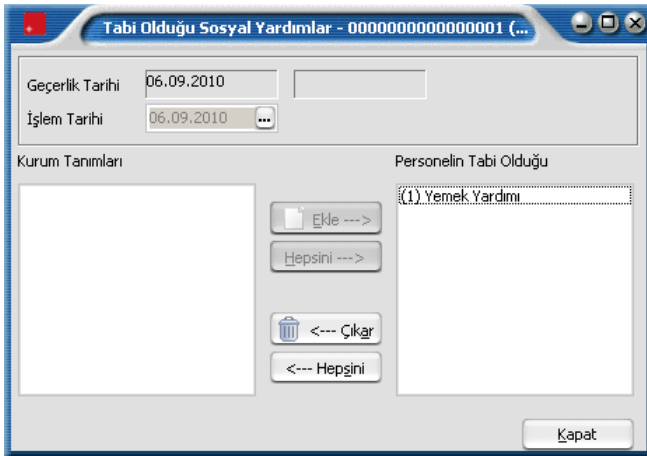 Tabi Olduğu Sosyal Yardımlar - 0000000000000001 (...
Geçerlik Tarihi 06.09.2010
İşlem Tarihi 06.09.2010 ...
Kurum Tanımları Personelin Tabi Olduğu
(1) Yemek Yardımı
Ekle --->
Hepsini --->
<--- Çıkar
<--- Hepsini
Kapat